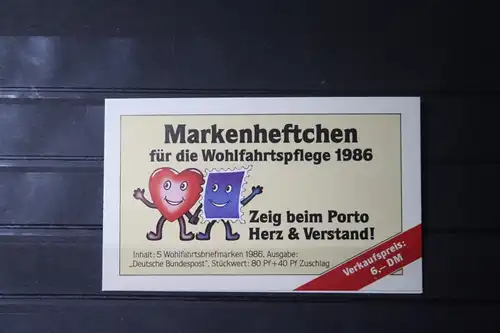 Markenheftchen
für die Wohlfahrtspflege 1986
Zeig beim Porto
Herz & Verstand!
Inhalt: 5 Wohlfahrtsbriefmarken 1986, Ausgabe:
„Deutsche Bundespost“, Stückwert: 80 Pf+40 Pf Zuschlag
Verkaufspreis:
6,– DM